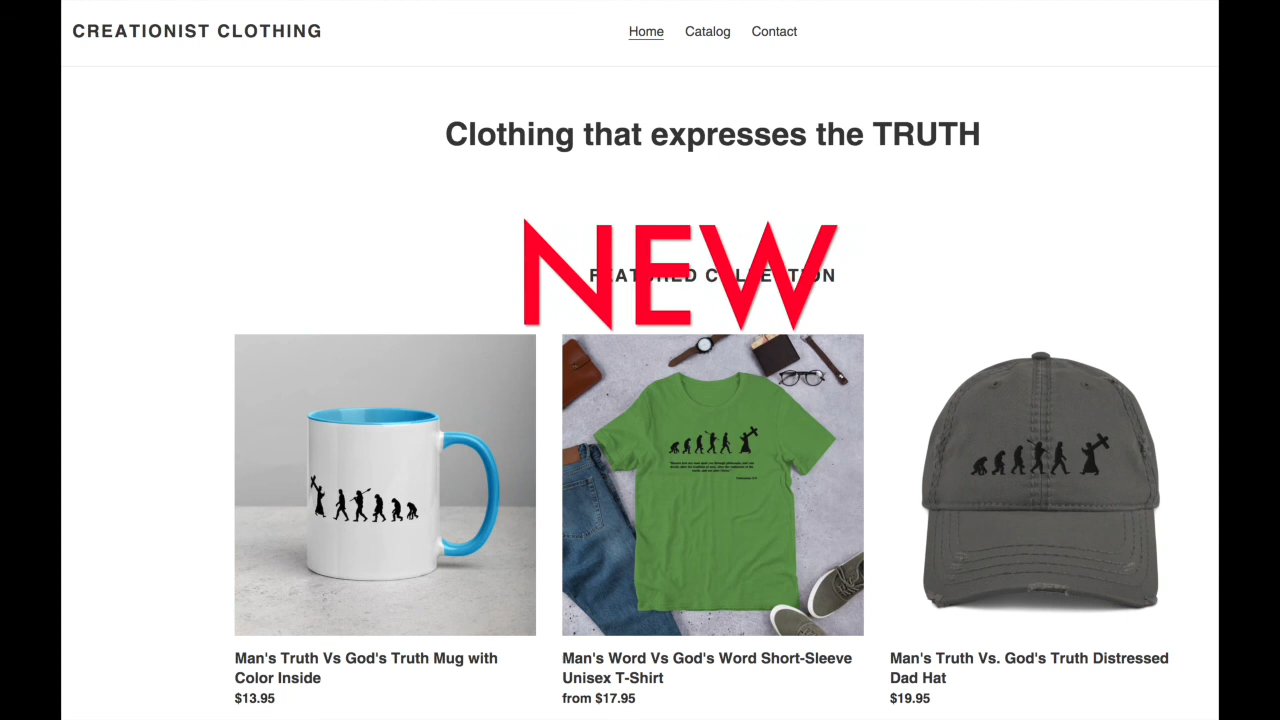 CREATIONIST CLOTHING
Home Catalog Contact
Clothing that expresses the TRUTH
NEW
FEATURED COLLECTION
Man's Truth Vs God's Truth Mug with
Color Inside
$13.95
Man's Word Vs God's Word Short-Sleeve
Unisex T-Shirt
from $17.95
Man's Truth Vs. God's Truth Distressed
Dad Hat
$19.95